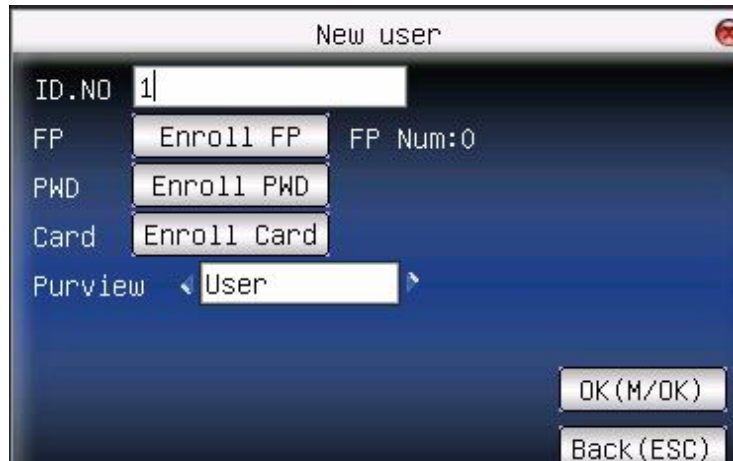 New user
ID.NO 1
FP Enroll FP FP Num:0
PWD Enroll PWD
Card Enroll Card
Purview User
OK(M/OK)
Back(ESC)